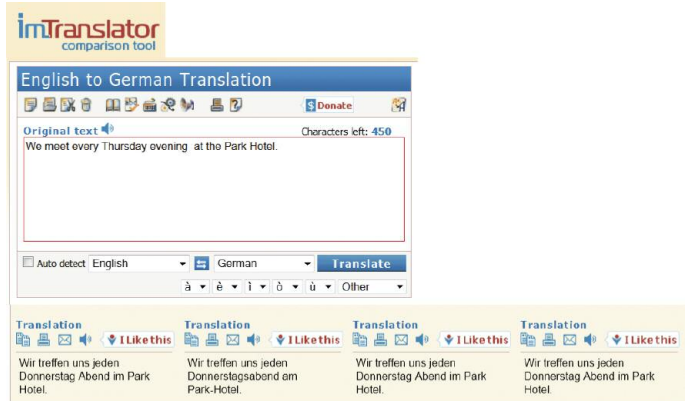 imTranslator
comparison tool
English to German Translation
$ Donate
Original text Characters left: 450
We meet every Thursday evening at the Park Hotel.
Auto detect English German Translate
à è ì ò ù Other
Translation
I Like this
Wir treffen uns jeden
Donnerstag Abend im Park
Hotel.
Translation
I Like this
Wir treffen uns jeden
Donnerstagsabend am
Park-Hotel.
Translation
I Like this
Wir treffen uns jeden
Donnerstag Abend im Park
Hotel.
Translation
I Like this
Wir treffen uns jeden
Donnerstag Abend im Park
Hotel.